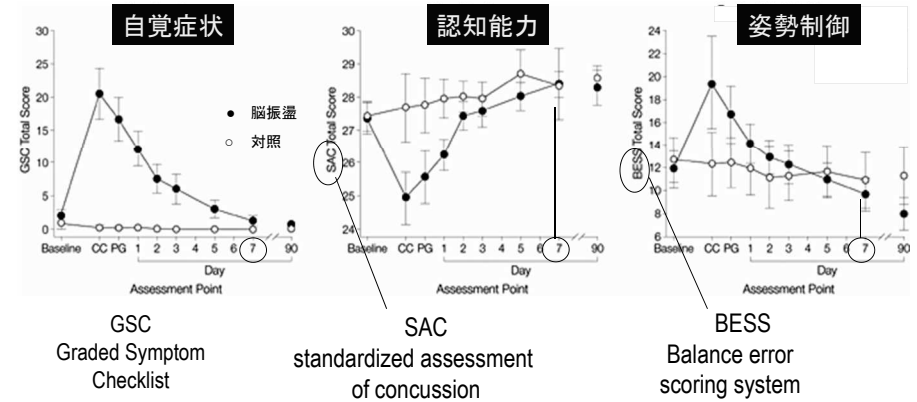 自覚症状
GSC Total Score
30
25
20
15
10
5
0
脳振盪
対照
Baseline CC PG 1 2 3 4 5 6 7 90
Day
Assessment Point
GSC
Graded Symptom
Checklist
認知能力
SAC Total Score
30
29
28
27
26
25
24
Baseline CC PG 1 2 3 4 5 6 7 90
Day
Assessment Point
SAC
standardized assessment
of concussion
姿勢制御
BESS Total Score
24
22
20
18
16
14
12
10
8
6
Baseline CC PG 1 2 3 4 5 6 7 90
Day
Assessment Point
BESS
Balance error
scoring system